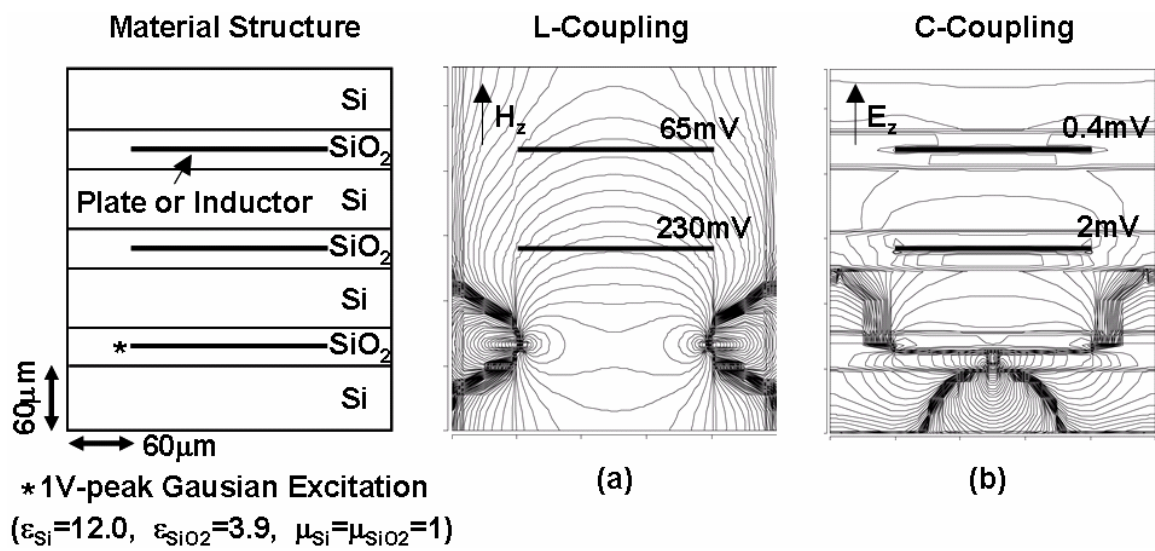 Material Structure
L-Coupling
C-Coupling
Si
SiO2
Plate or Inductor
Si
SiO2
Si
*
SiO2
Si
60µm
60µm
Hz
65mV
230mV
(a)
Ez
0.4mV
2mV
(b)
*1V-peak Gausian Excitation
(εSi=12.0, εSiO2=3.9, µSi=µSiO2=1)